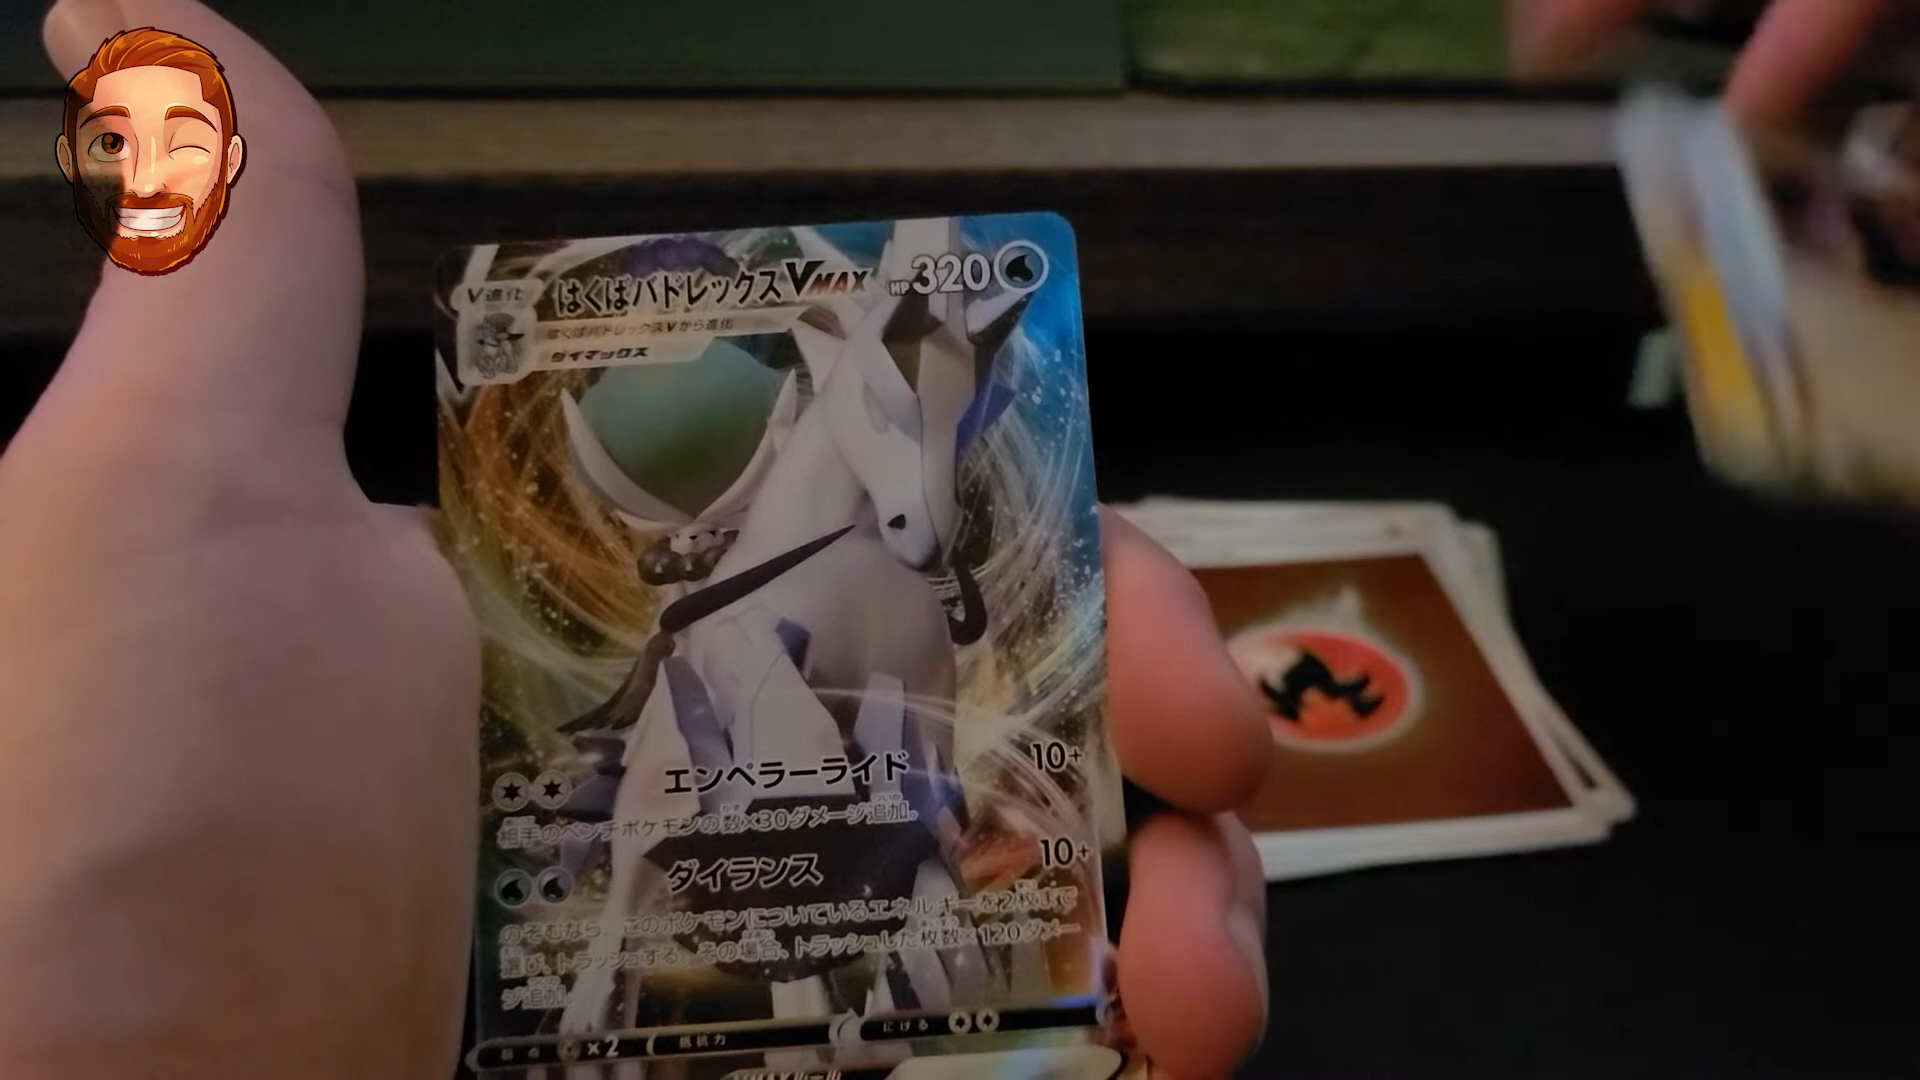 V進化
はくばバドレックスVMAX
HP320
はくばバドレックスVから進化
ダイマックス
エンペラーライド 10+
相手のベンチポケモンの数×30ダメージ追加。
ダイランス 10+
のぞむなら、このポケモンについているエネルギーを2枚まで
選び、トラッシュする。その場合、トラッシュした枚数×120ダメー
ジ追加。
弱点 ×2 抵抗力 にげる